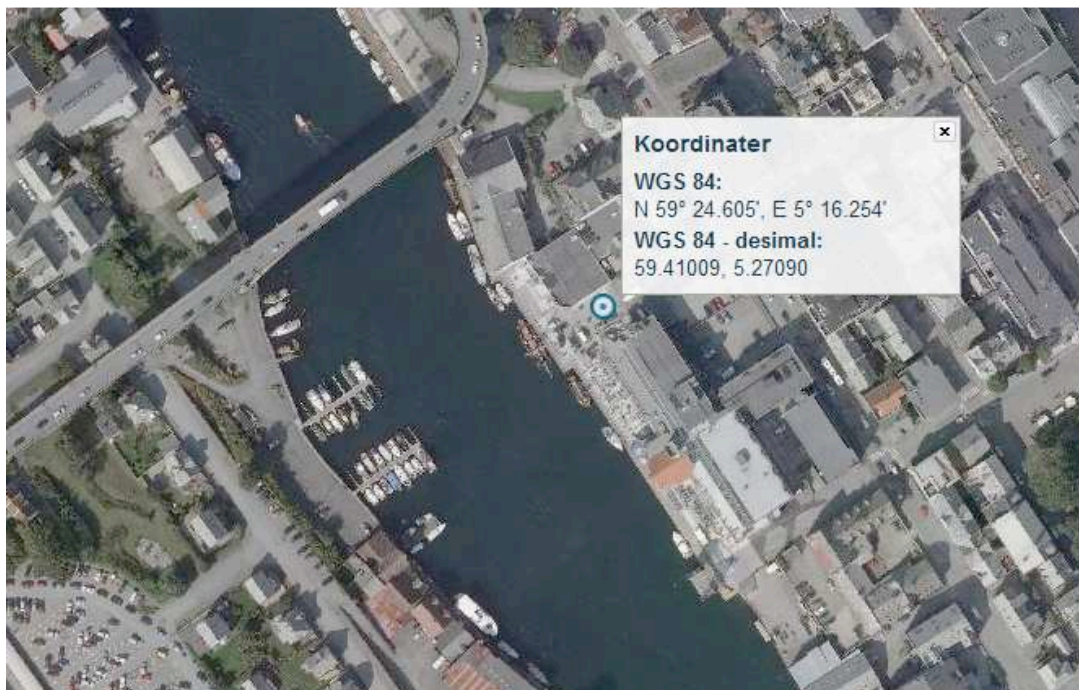 Koordinater
WGS 84:
N 59° 24.605', E 5° 16.254'
WGS 84 - desimal:
59.41009, 5.27090